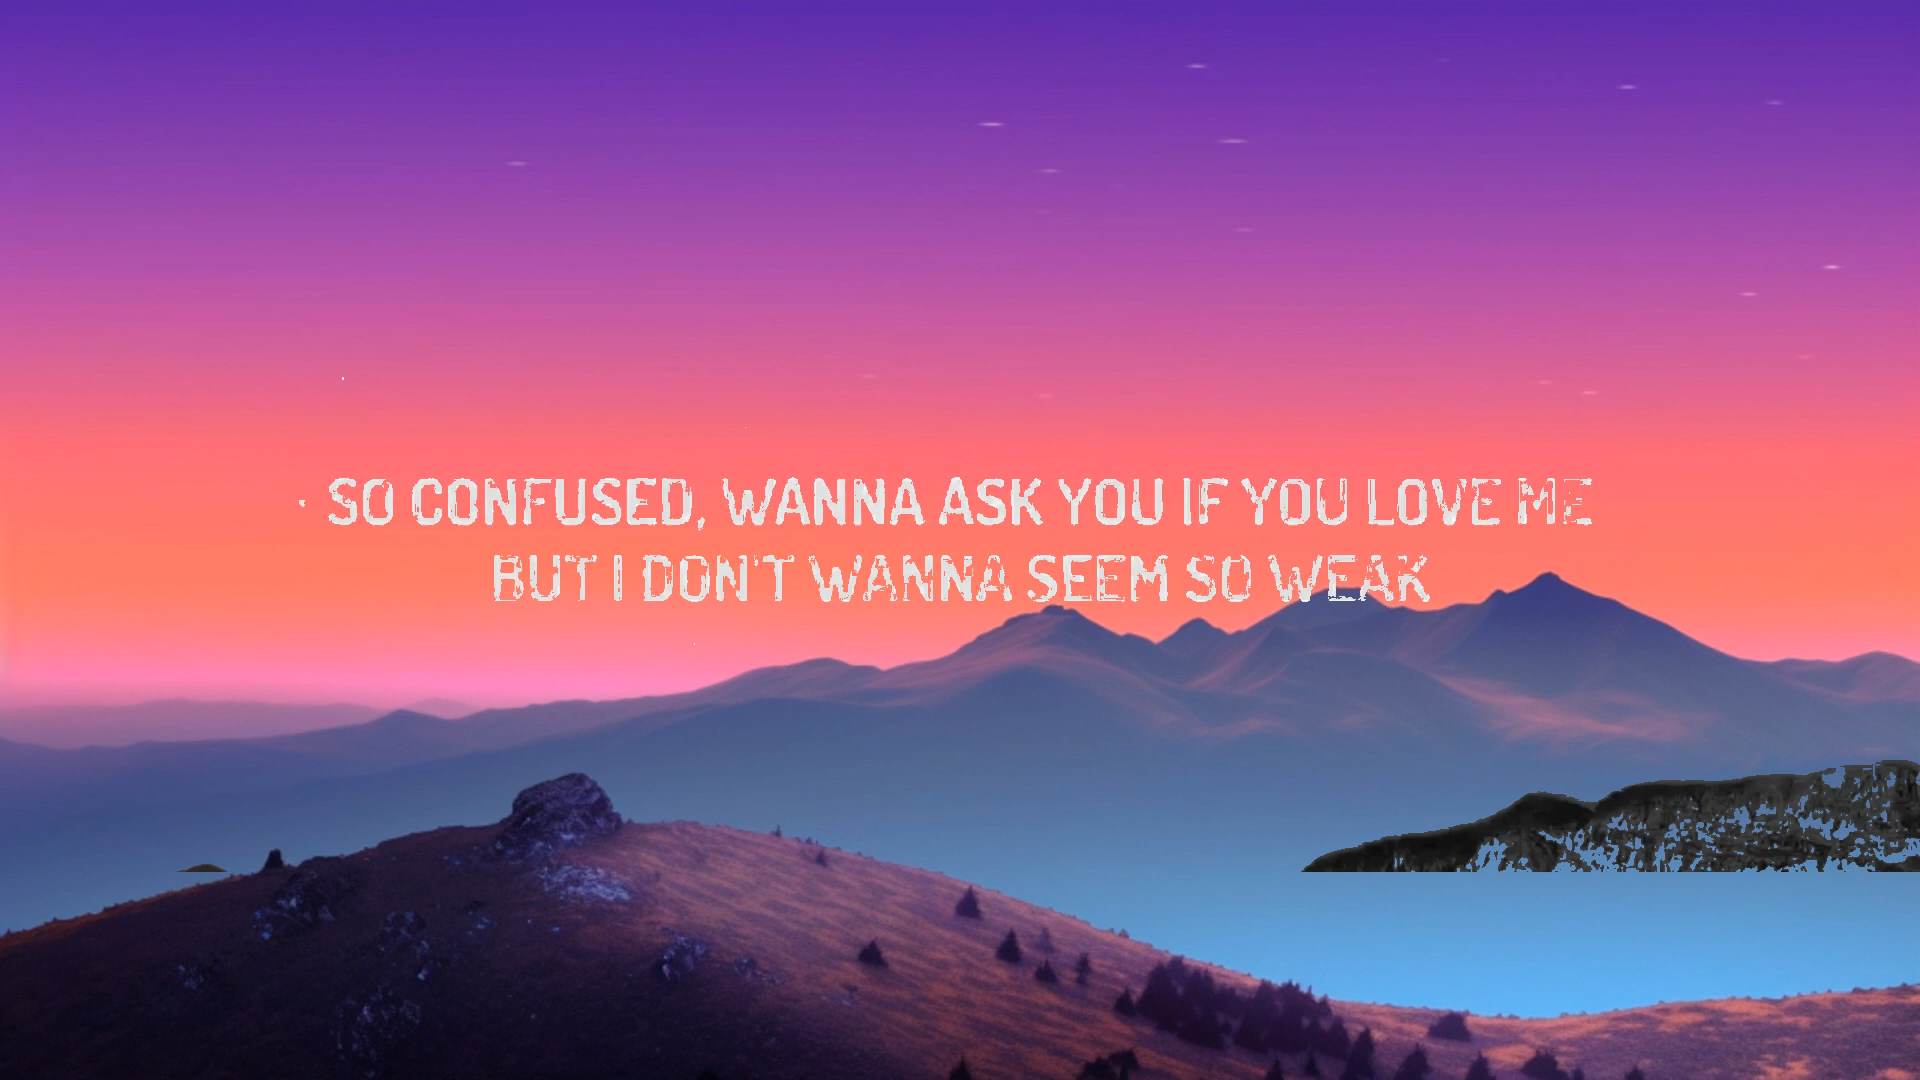 SO CONFUSED, WANNA ASK YOU IF YOU LOVE ME
BUT I DON'T WANNA SEEM SO WEAK